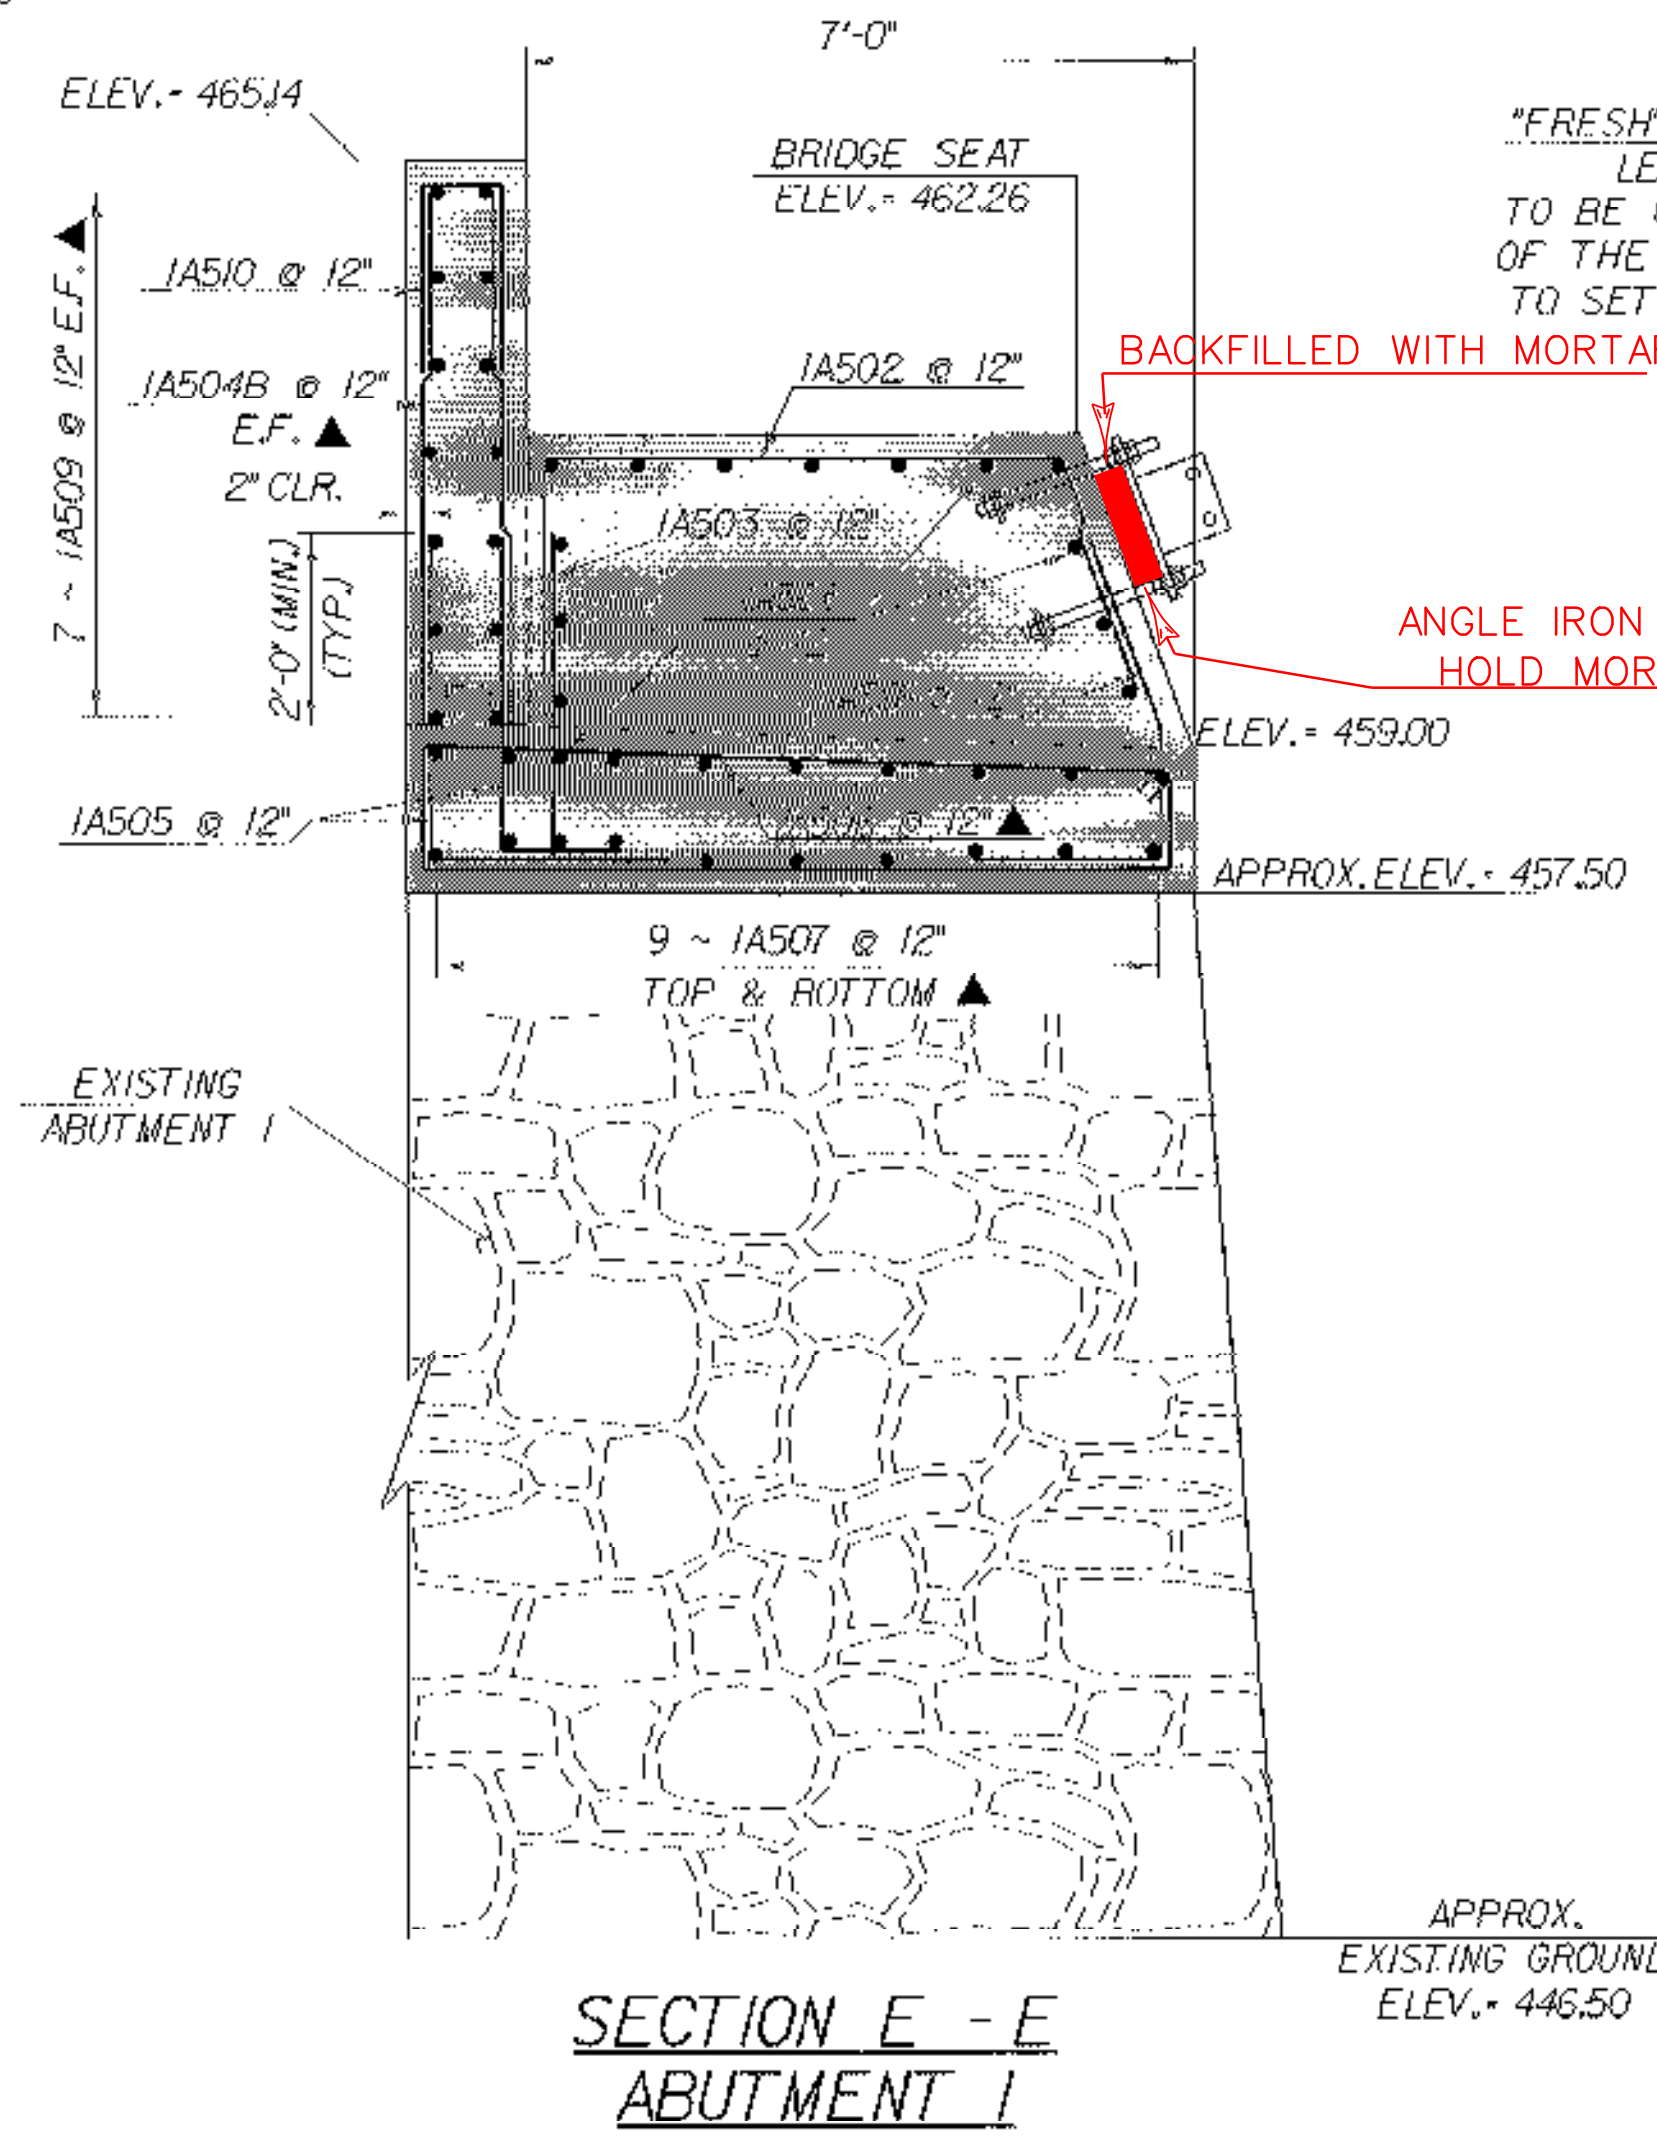 7'-0"
ELEV.= 465.14
"FRESH"
BRIDGE SEAT
ELEV.= 462.26
TO BE
OF THE
TO SET
1A510 @ 12"
7 ~ 1A509 @ 12" E.F. ▲
BACKFILLED WITH MORTAR
1A504B @ 12"
E.F. ▲
1A502 @ 12"
2" CLR.
1A503 @ 12"
2'-0" (MIN.)
(TYP.)
ANGLE IRON
HOLD MOR
ELEV.= 459.00
1A505 @ 12"
@ 12" ▲
APPROX. ELEV.= 457.50
9 ~ 1A507 @ 12"
TOP & BOTTOM ▲
EXISTING
ABUTMENT 1
APPROX.
EXISTING GROUND
ELEV.= 446.50
SECTION E - E
ABUTMENT 1